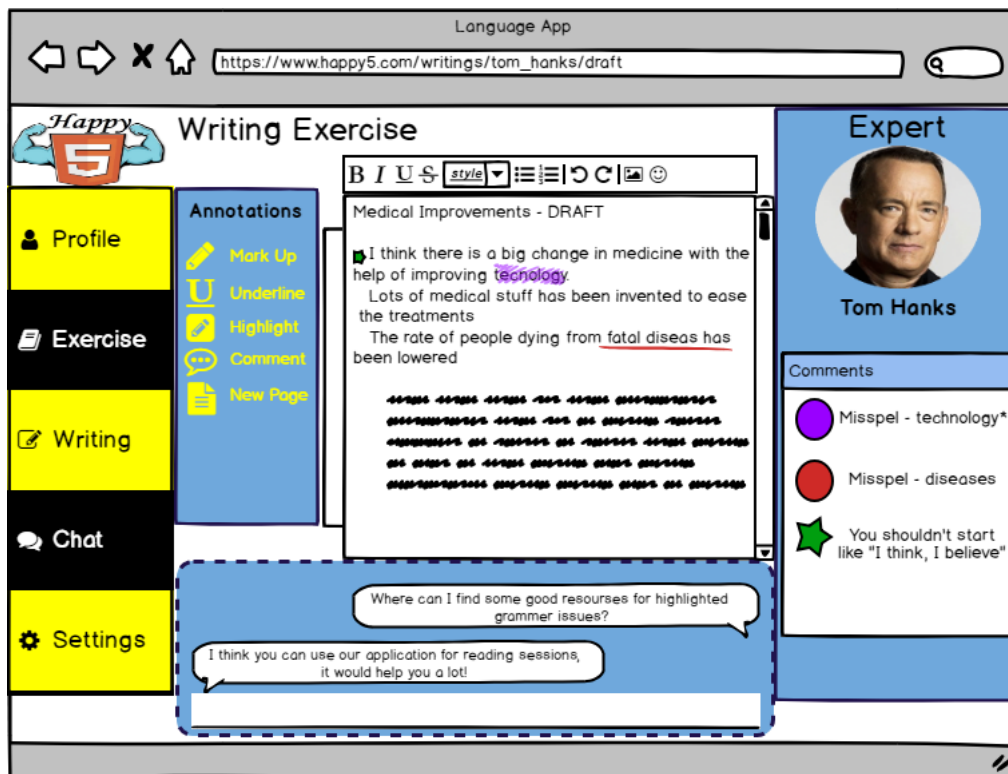 Language App
https://www.happy5.com/writings/tom_hanks/draft
Happy
5
Writing Exercise
Profile
Exercise
Writing
Chat
Settings
Annotations
Mark Up
Underline
Highlight
Comment
New Page
B I U S style
Medical Improvements - DRAFT
I think there is a big change in medicine with the
help of improving tecnology.
Lots of medical stuff has been invented to ease
the treatments
The rate of people dying from fatal diseas has
been lowered
Where can I find some good resourses for highlighted
grammer issues?
I think you can use our application for reading sessions,
it would help you a lot!
Expert
Tom Hanks
Comments
Misspel - technology*
Misspel - diseases
You shouldn't start
like "I think, I believe"